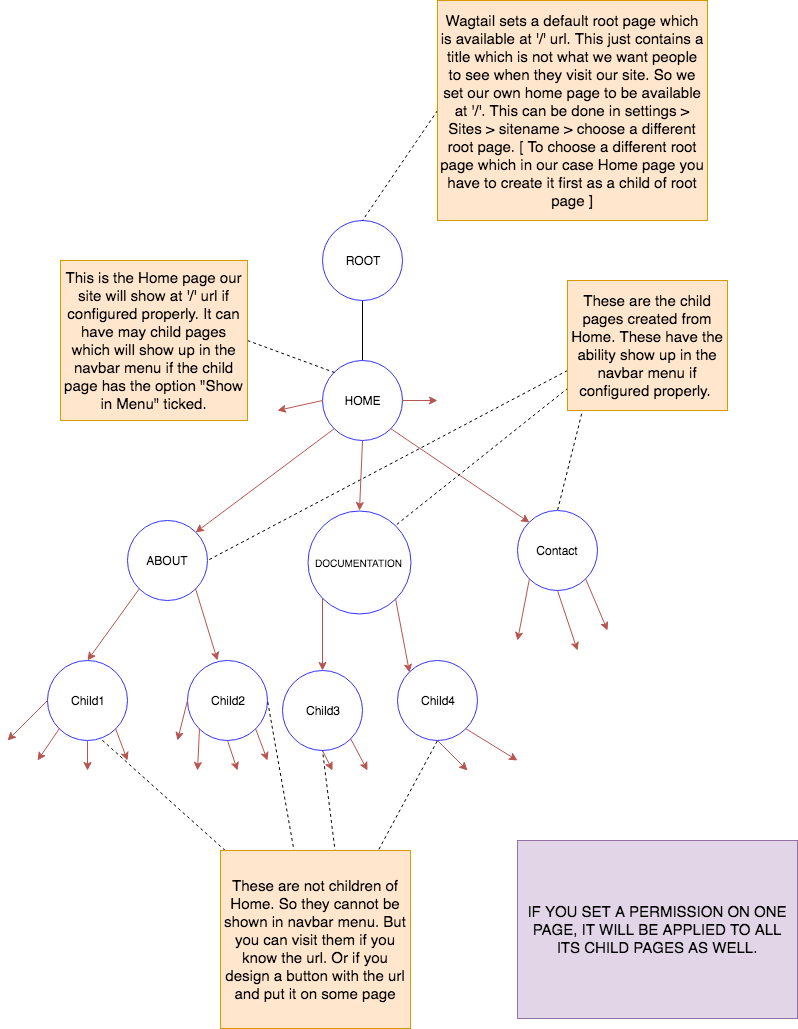 Wagtail sets a default root page which
is available at '/' url. This just contains a
title which is not what we want people
to see when they visit our site. So we
set our own home page to be available
at '/'. This can be done in settings >
Sites > sitename > choose a different
root page. [ To choose a different root
page which in our case Home page you
have to create it first as a child of root
page ]
ROOT
This is the Home page our
site will show at '/' url if
configured properly. It can
have may child pages
which will show up in the
navbar menu if the child
page has the option "Show
in Menu" ticked.
These are the child
pages created from
Home. These have the
ability show up in the
navbar menu if
configured properly.
HOME
ABOUT
DOCUMENTATION
Contact
Child1
Child2
Child3
Child4
These are not children of
Home. So they cannot be
shown in navbar menu. But
you can visit them if you
know the url. Or if you
design a button with the url
and put it on some page
IF YOU SET A PERMISSION ON ONE
PAGE, IT WILL BE APPLIED TO ALL
ITS CHILD PAGES AS WELL.